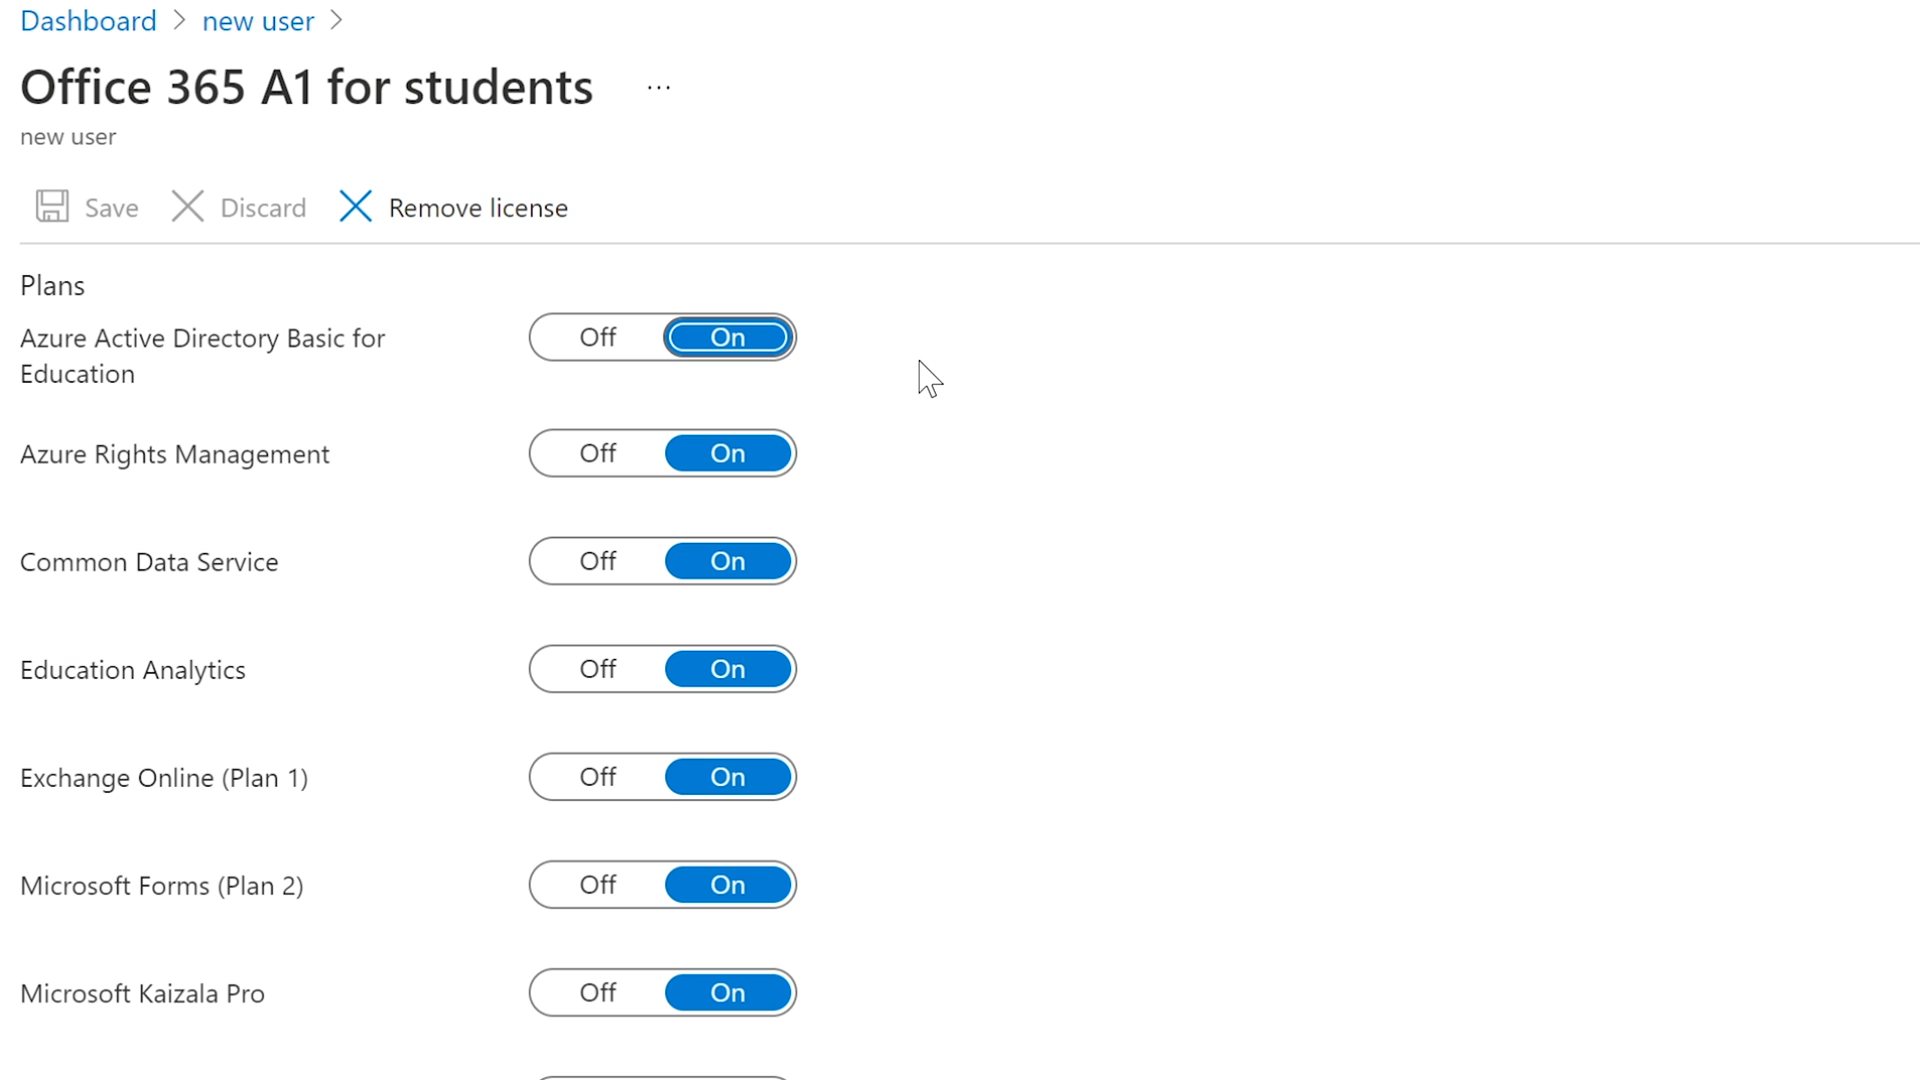 Dashboard > new user >
Office 365 A1 for students ...
new user
Save Discard Remove license
Plans
Azure Active Directory Basic for
Education
Off On
Azure Rights Management Off On
Common Data Service Off On
Education Analytics Off On
Exchange Online (Plan 1) Off On
Microsoft Forms (Plan 2) Off On
Microsoft Kaizala Pro Off On